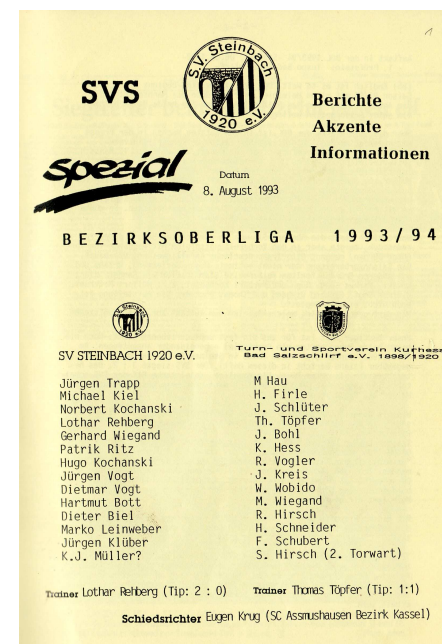 1
S.V. Steinbach
1920 e.V.
SVS
Berichte
Akzente
Informationen
spezial
Datum
8. August 1993
BEZIRKSOBERLIGA 1993/94
S.V. Steinbach
1920 e.V.
SV STEINBACH 1920 e.V.
Turn- und Sportverein Kurhess
Bad Salzschlirf e.V. 1898/1920
Jürgen Trapp
Michael Kiel
Norbert Kochanski
Lothar Rehberg
Gerhard Wiegand
Patrik Ritz
Hugo Kochanski
Jürgen Vogt
Dietmar Vogt
Hartmut Bott
Dieter Biel
Marko Leinweber
Jürgen Klüber
K.J. Müller?
M Hau
H. Firle
J. Schlüter
Th. Töpfer
J. Bohl
K. Hess
R. Vogler
J. Kreis
W. Wobido
M. Wiegand
R. Hirsch
H. Schneider
F. Schubert
S. Hirsch (2. Torwart)
Trainer Lothar Rehberg (Tip: 2 : 0)
Trainer Thomas Töpfer (Tip: 1:1)
Schiedsrichter Eugen Krug (SC Assmushausen Bezirk Kassel)